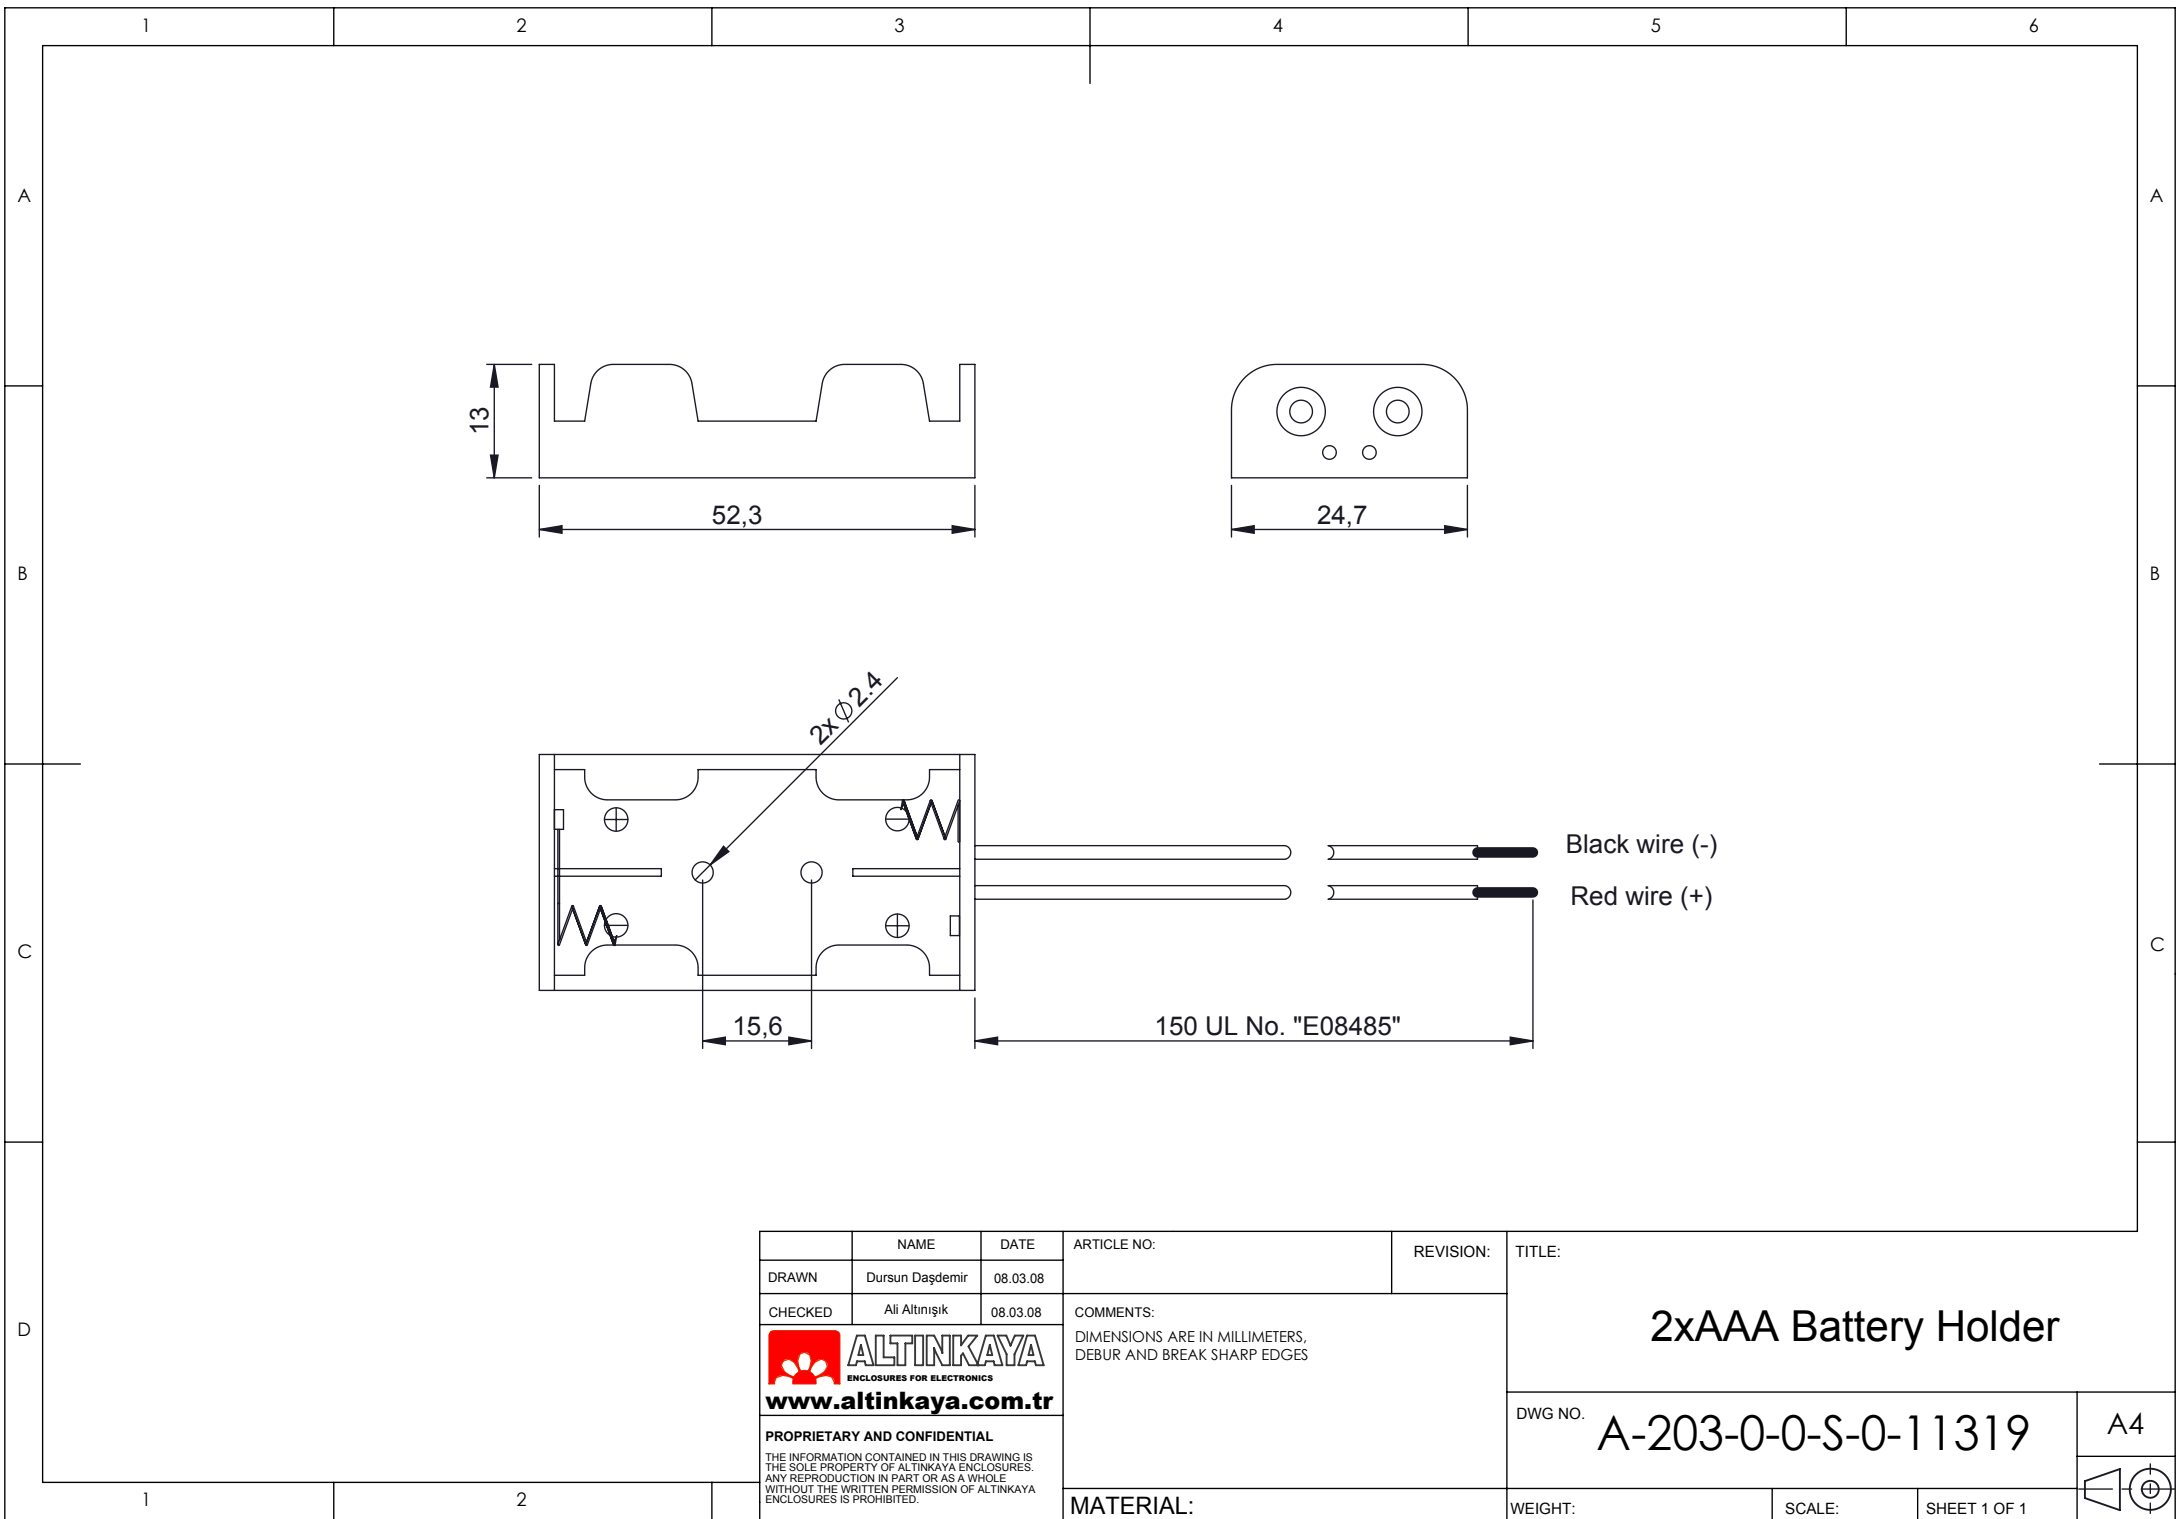 1 2 3 4 5 6
A A
13
52,3
24,7
B B
2x⌀2.4
Black wire (-)
Red wire (+)
C C
15,6
150 UL No. "E08485"
NAME DATE
DRAWN Dursun Daşdemir 08.03.08
CHECKED Ali Altınışık 08.03.08
ALTINKAYA
ENCLOSURES FOR ELECTRONICS
www.altinkaya.com.tr
PROPRIETARY AND CONFIDENTIAL
THE INFORMATION CONTAINED IN THIS DRAWING IS
THE SOLE PROPERTY OF ALTINKAYA ENCLOSURES.
ANY REPRODUCTION IN PART OR AS A WHOLE
WITHOUT THE WRITTEN PERMISSION OF ALTINKAYA
ENCLOSURES IS PROHIBITED.
ARTICLE NO:
REVISION:
COMMENTS:
DIMENSIONS ARE IN MILLIMETERS,
DEBUR AND BREAK SHARP EDGES
MATERIAL:
TITLE:
2xAAA Battery Holder
DWG NO. A-203-0-0-S-0-11319
A4
WEIGHT: SCALE: SHEET 1 OF 1
D
1 2